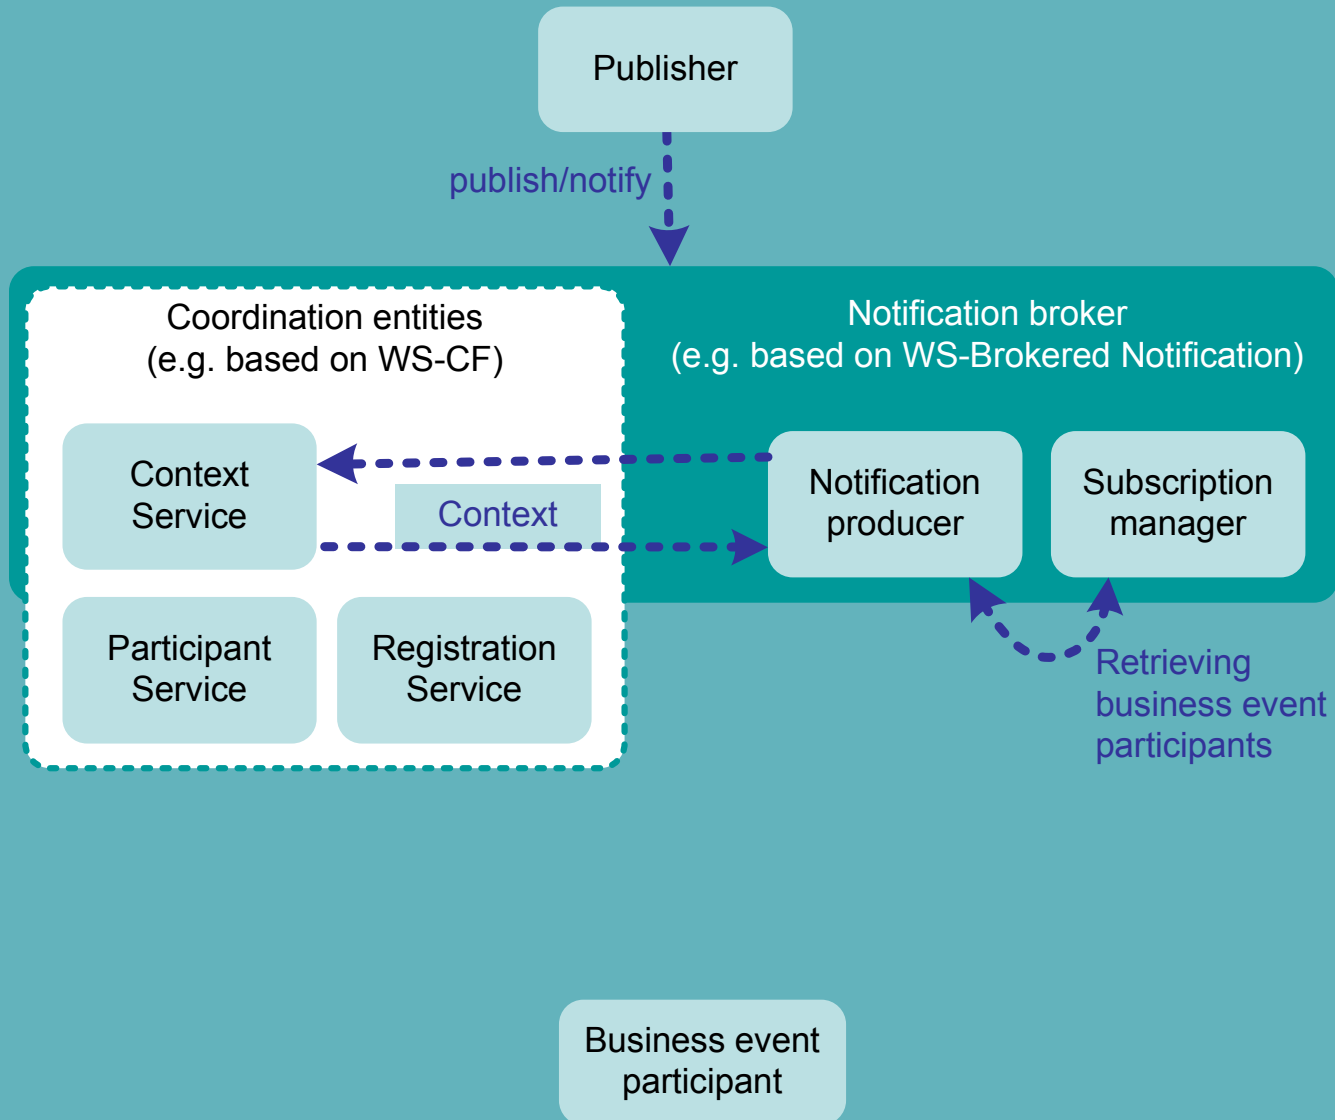 Publisher
publish/notify
Coordination entities
(e.g. based on WS-CF)
Notification broker
(e.g. based on WS-Brokered Notification)
Context
Service
Context
Notification
producer
Subscription
manager
Participant
Service
Registration
Service
Retrieving
business event
participants
Business event
participant